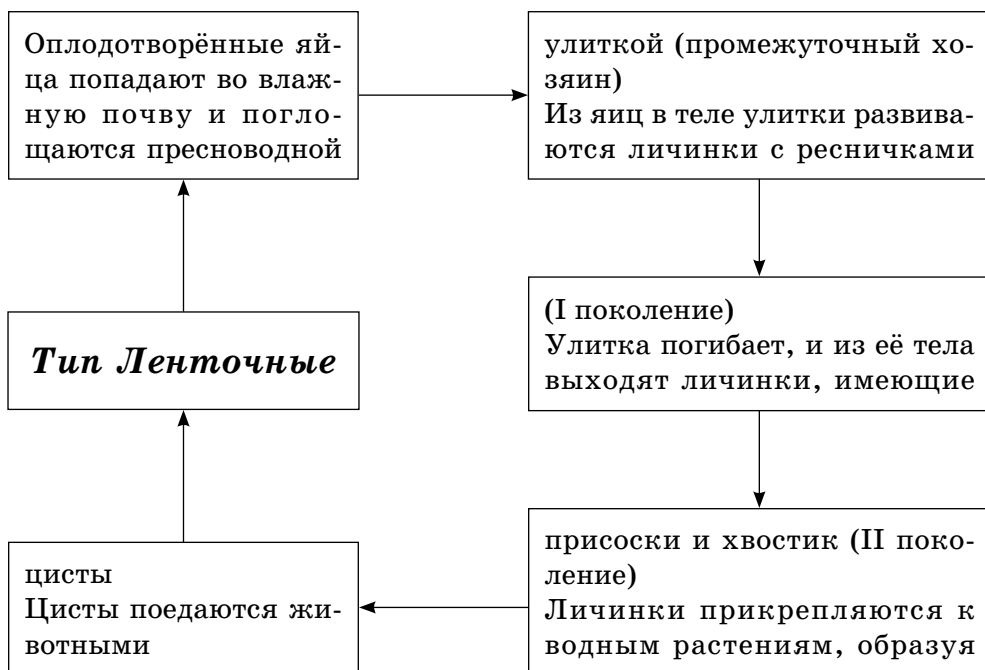 Оплодотворённые яй-
ца попадают во влаж-
ную почву и погло-
щаются пресноводной
улиткой (промежуточный хо-
зяин)
Из яиц в теле улитки развива-
ются личинки с ресничками
(I поколение)
Улитка погибает, и из её тела
выходят личинки, имеющие
присоски и хвостик (II поко-
ление)
Личинки прикрепляются к
водным растениям, образуя
цисты
Цисты поедаются жи-
вотными
Тип Ленточные